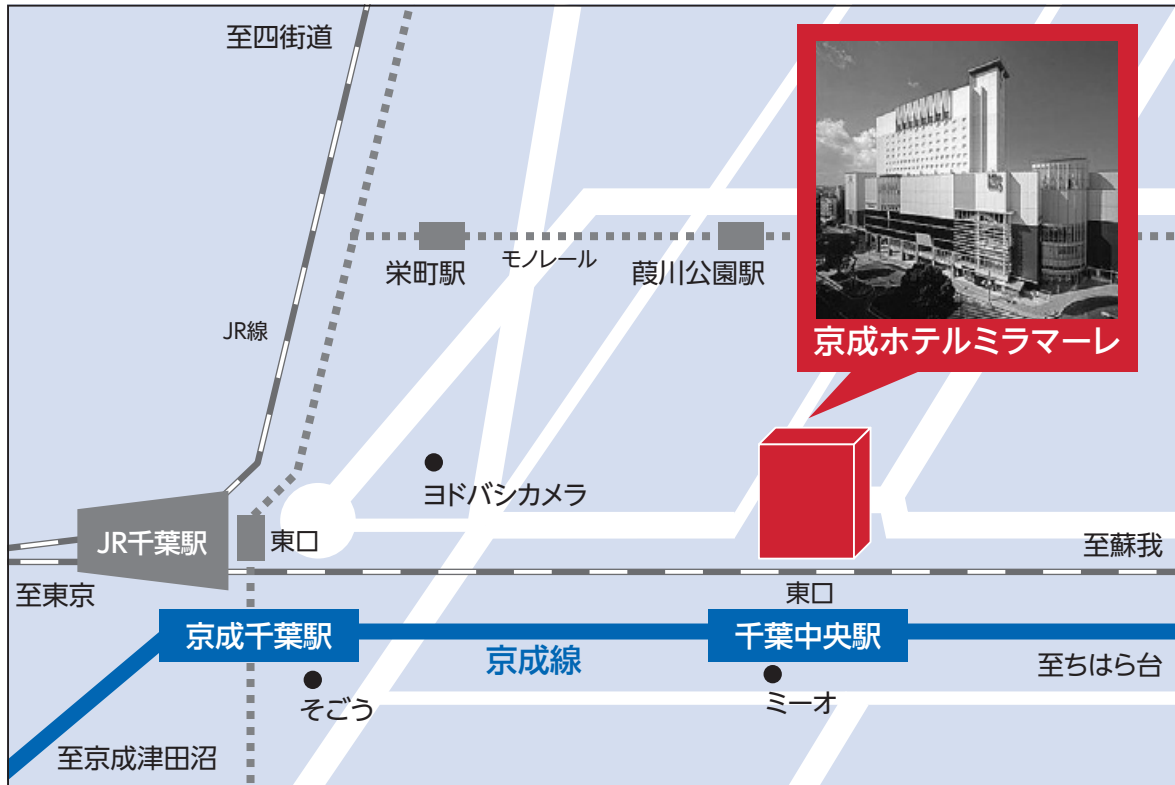 至四街道
栄町駅
モノレール
葭川公園駅
京成ホテルミラマーレ
JR線
ヨドバシカメラ
JR千葉駅
東口
至蘇我
至東京
東口
京成千葉駅
千葉中央駅
京成線
至ちはら台
そごう
ミーオ
至京成津田沼